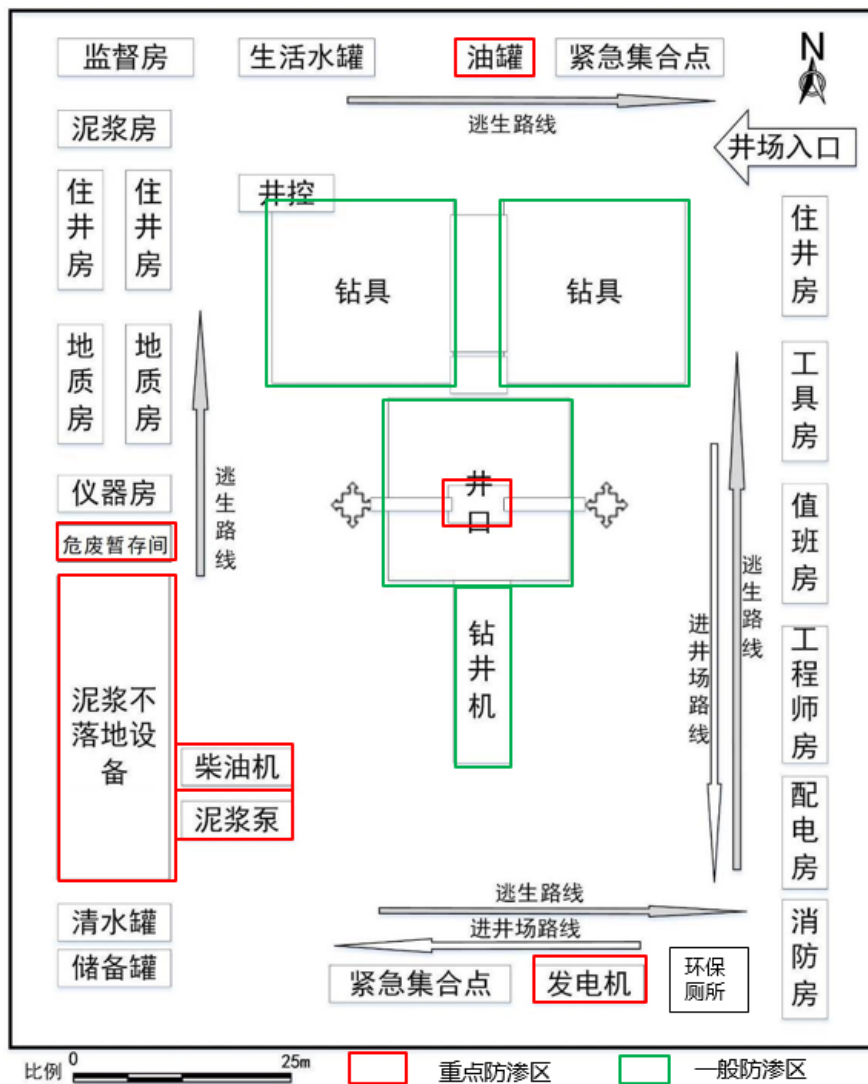 监督房
生活水罐
油罐
紧急集合点
N
逃生路线
泥浆房
井场入口
住井房
住井房
井控
住井房
钻具
钻具
地质房
地质房
工具房
逃生路线
仪器房
井口
值班房
危废暂存间
逃生路线
进井场路线
钻井机
工程师房
泥浆不
落地设
备
柴油机
泥浆泵
配电房
逃生路线
进井场路线
清水罐
消防房
储备罐
紧急集合点
发电机
环保
厕所
比例 0 25m
重点防渗区
一般防渗区